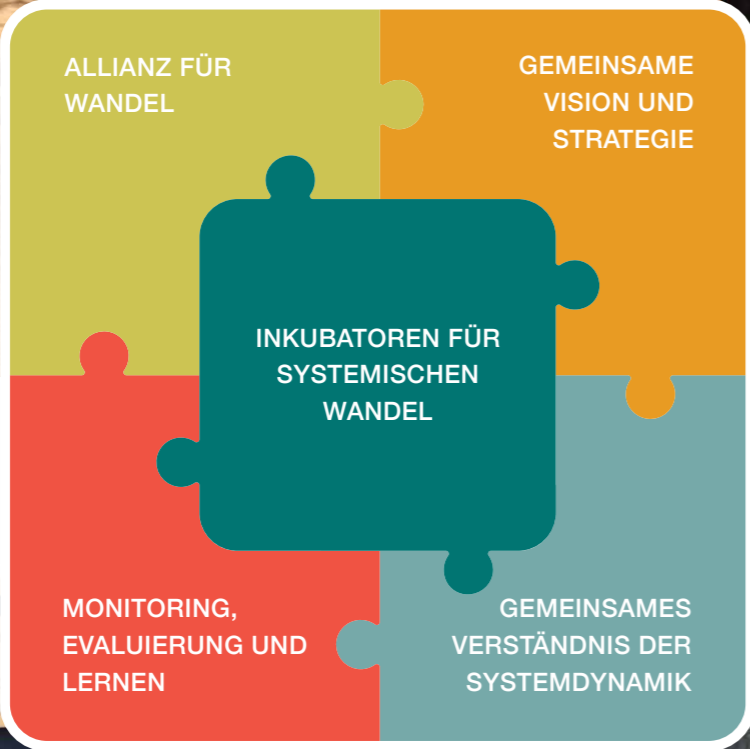 ALLIANZ FÜR
WANDEL
GEMEINSAME
VISION UND
STRATEGIE
INKUBATOREN FÜR
SYSTEMISCHEN
WANDEL
MONITORING,
EVALUIERUNG UND
LERNEN
GEMEINSAMES
VERSTÄNDNIS DER
SYSTEMDYNAMIK